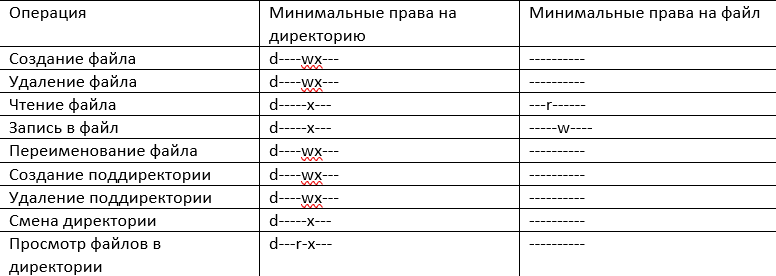 Операция Минимальные права на Минимальные права на файл
директорию
Создание файла d----wx--- ----------
Удаление файла d----wx--- ----------
Чтение файла d-----x--- ---r------
Запись в файл d-----x--- -----w----
Переименование файла d----wx--- ----------
Создание поддиректории d----wx--- ----------
Удаление поддиректории d----wx--- ----------
Смена директории d-----x--- ----------
Просмотр файлов в d---r-x--- ----------
директории